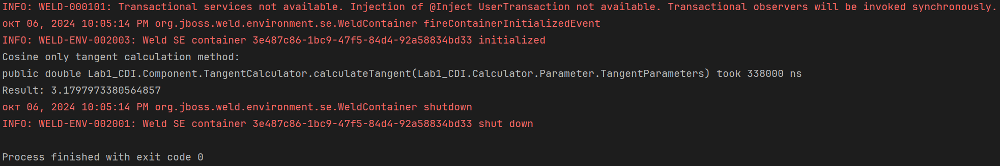 INFO: WELD-000101: Transactional services not available. Injection of @Inject UserTransaction not available. Transactional observers will be invoked synchronously.
окт 06, 2024 10:05:14 PM org.jboss.weld.environment.se.WeldContainer fireContainerInitializedEvent
INFO: WELD-ENV-002003: Weld SE container 3e487c86-1bc9-47f5-84d4-92a58834bd33 initialized
Cosine only tangent calculation method:
public double Lab1_CDI.Component.TangentCalculator.calculateTangent(Lab1_CDI.Calculator.Parameter.TangentParameters) took 338000 ns
Result: 3.1797973380564857
окт 06, 2024 10:05:14 PM org.jboss.weld.environment.se.WeldContainer shutdown
INFO: WELD-ENV-002001: Weld SE container 3e487c86-1bc9-47f5-84d4-92a58834bd33 shut down
Process finished with exit code 0